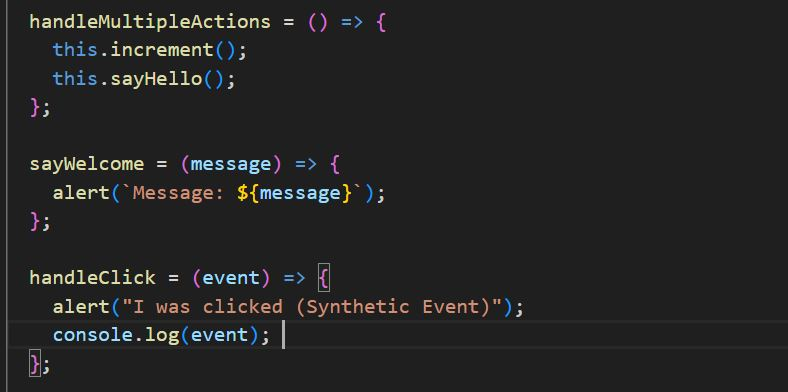 handleMultipleActions = () => {
this.increment();
this.sayHello();
};
sayWelcome = (message) => {
alert(`Message: ${message}`);
};
handleClick = (event) => {
alert("I was clicked (Synthetic Event)");
console.log(event);
};